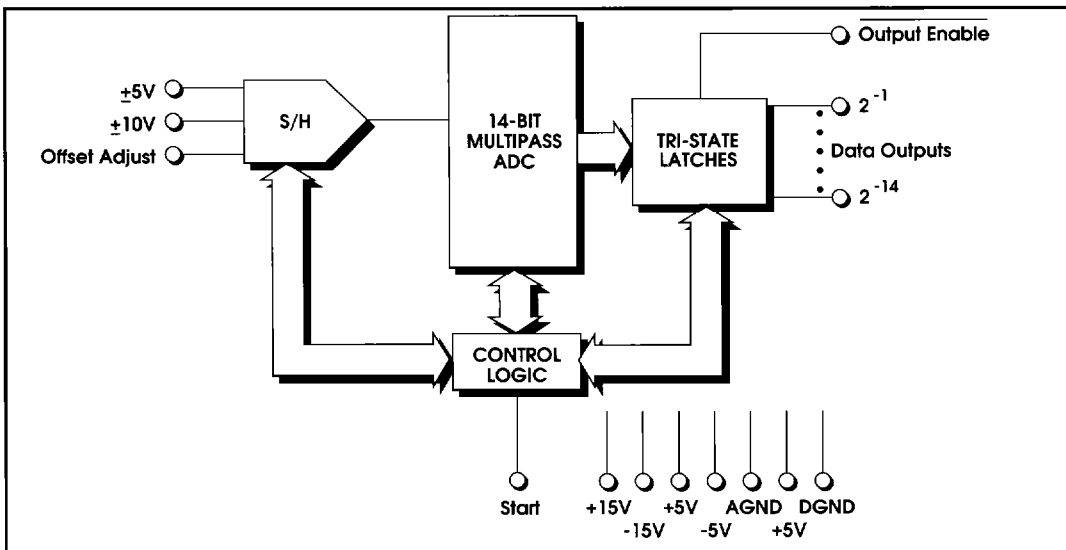 Output Enable
±5V
±10V
Offset Adjust
S/H
14-BIT
MULTIPASS
ADC
TRI-STATE
LATCHES
2⁻¹
Data Outputs
2⁻¹⁴
CONTROL
LOGIC
Start
+15V
-15V
+5V
-5V
AGND
+5V
DGND